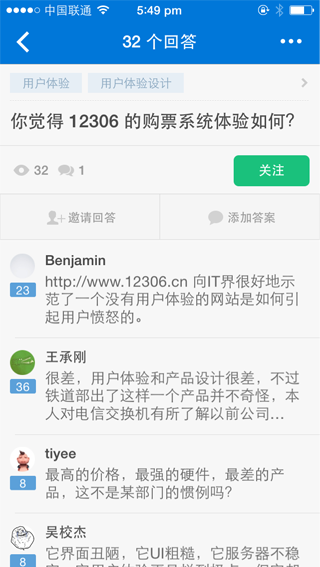 中国联通 5:49 pm
32 个回答
用户体验 用户体验设计
你觉得 12306 的购票系统体验如何?
32 1 关注
邀请回答 添加答案
Benjamin
23
http://www.12306.cn 向IT界很好地示
范了一个没有用户体验的网站是如何引
起用户愤怒的。
王承刚
36
很差，用户体验和产品设计很差，不过
铁道部出了这样一个产品并不奇怪，本
人对电信交换机有所了解以前公司...
tiyee
8
最高的价格，最强的硬件，最差的产
品，这不是某部门的惯例吗?
吴校杰
8
它界面丑陋，它UI粗糙，它服务器不稳